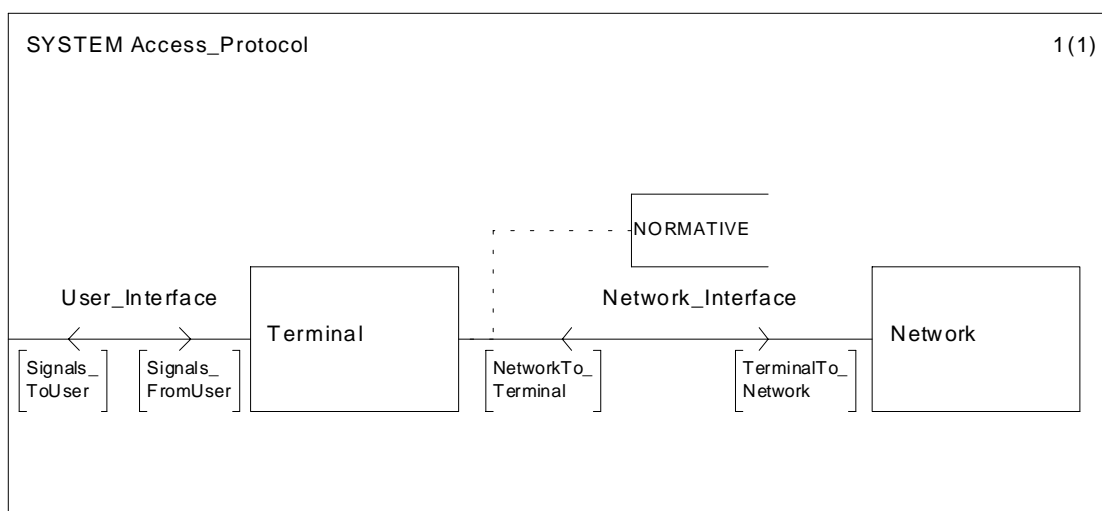 SYSTEM Access_Protocol
1(1)
NORMATIVE
User_Interface
Network_Interface
Terminal
Network
Signals_
ToUser
Signals_
FromUser
NetworkTo_
Terminal
TerminalTo_
Network